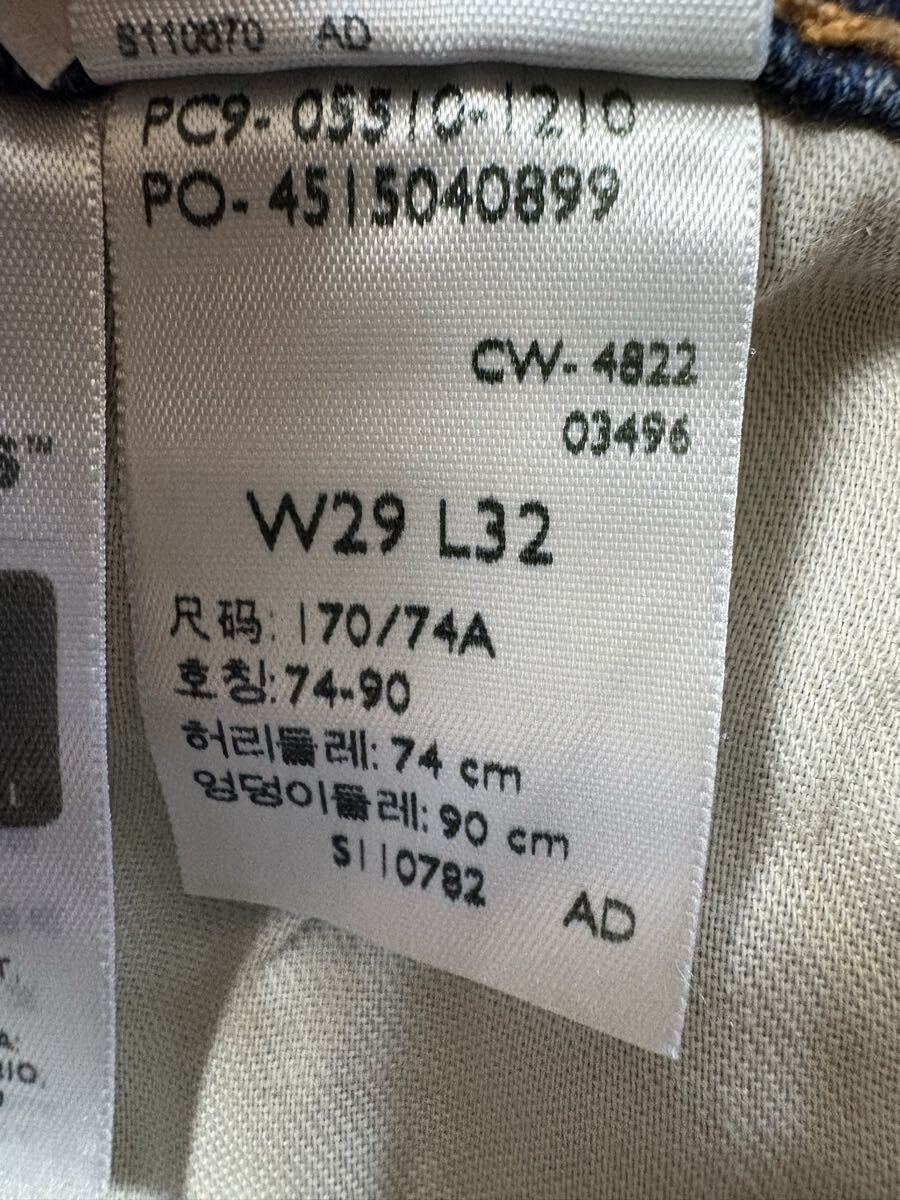 S110870 AD
PC9- 05510-1210
PO- 4515040899
CW- 4822
03496
W29 L32
尺码: 170/74A
호칭: 74-90
허리둘레: 74 cm
엉덩이둘레: 90 cm
S110782 AD